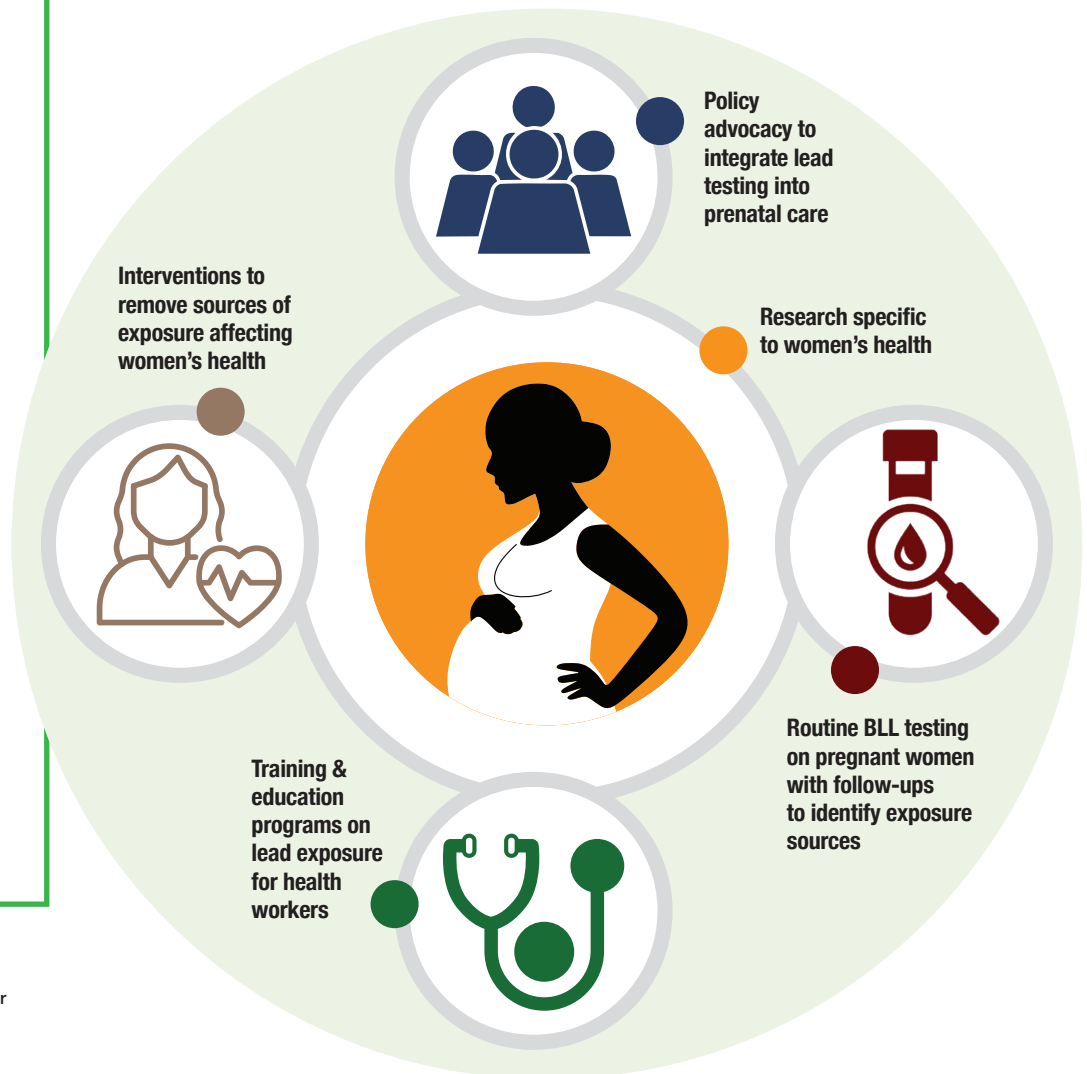 Policy
advocacy to
integrate lead
testing into
prenatal care
Interventions to
remove sources of
exposure affecting
women's health
Research specific
to women's health
Routine BLL testing
on pregnant women
with follow-ups
to identify exposure
sources
Training &
education
programs on
lead exposure
for health
workers
r